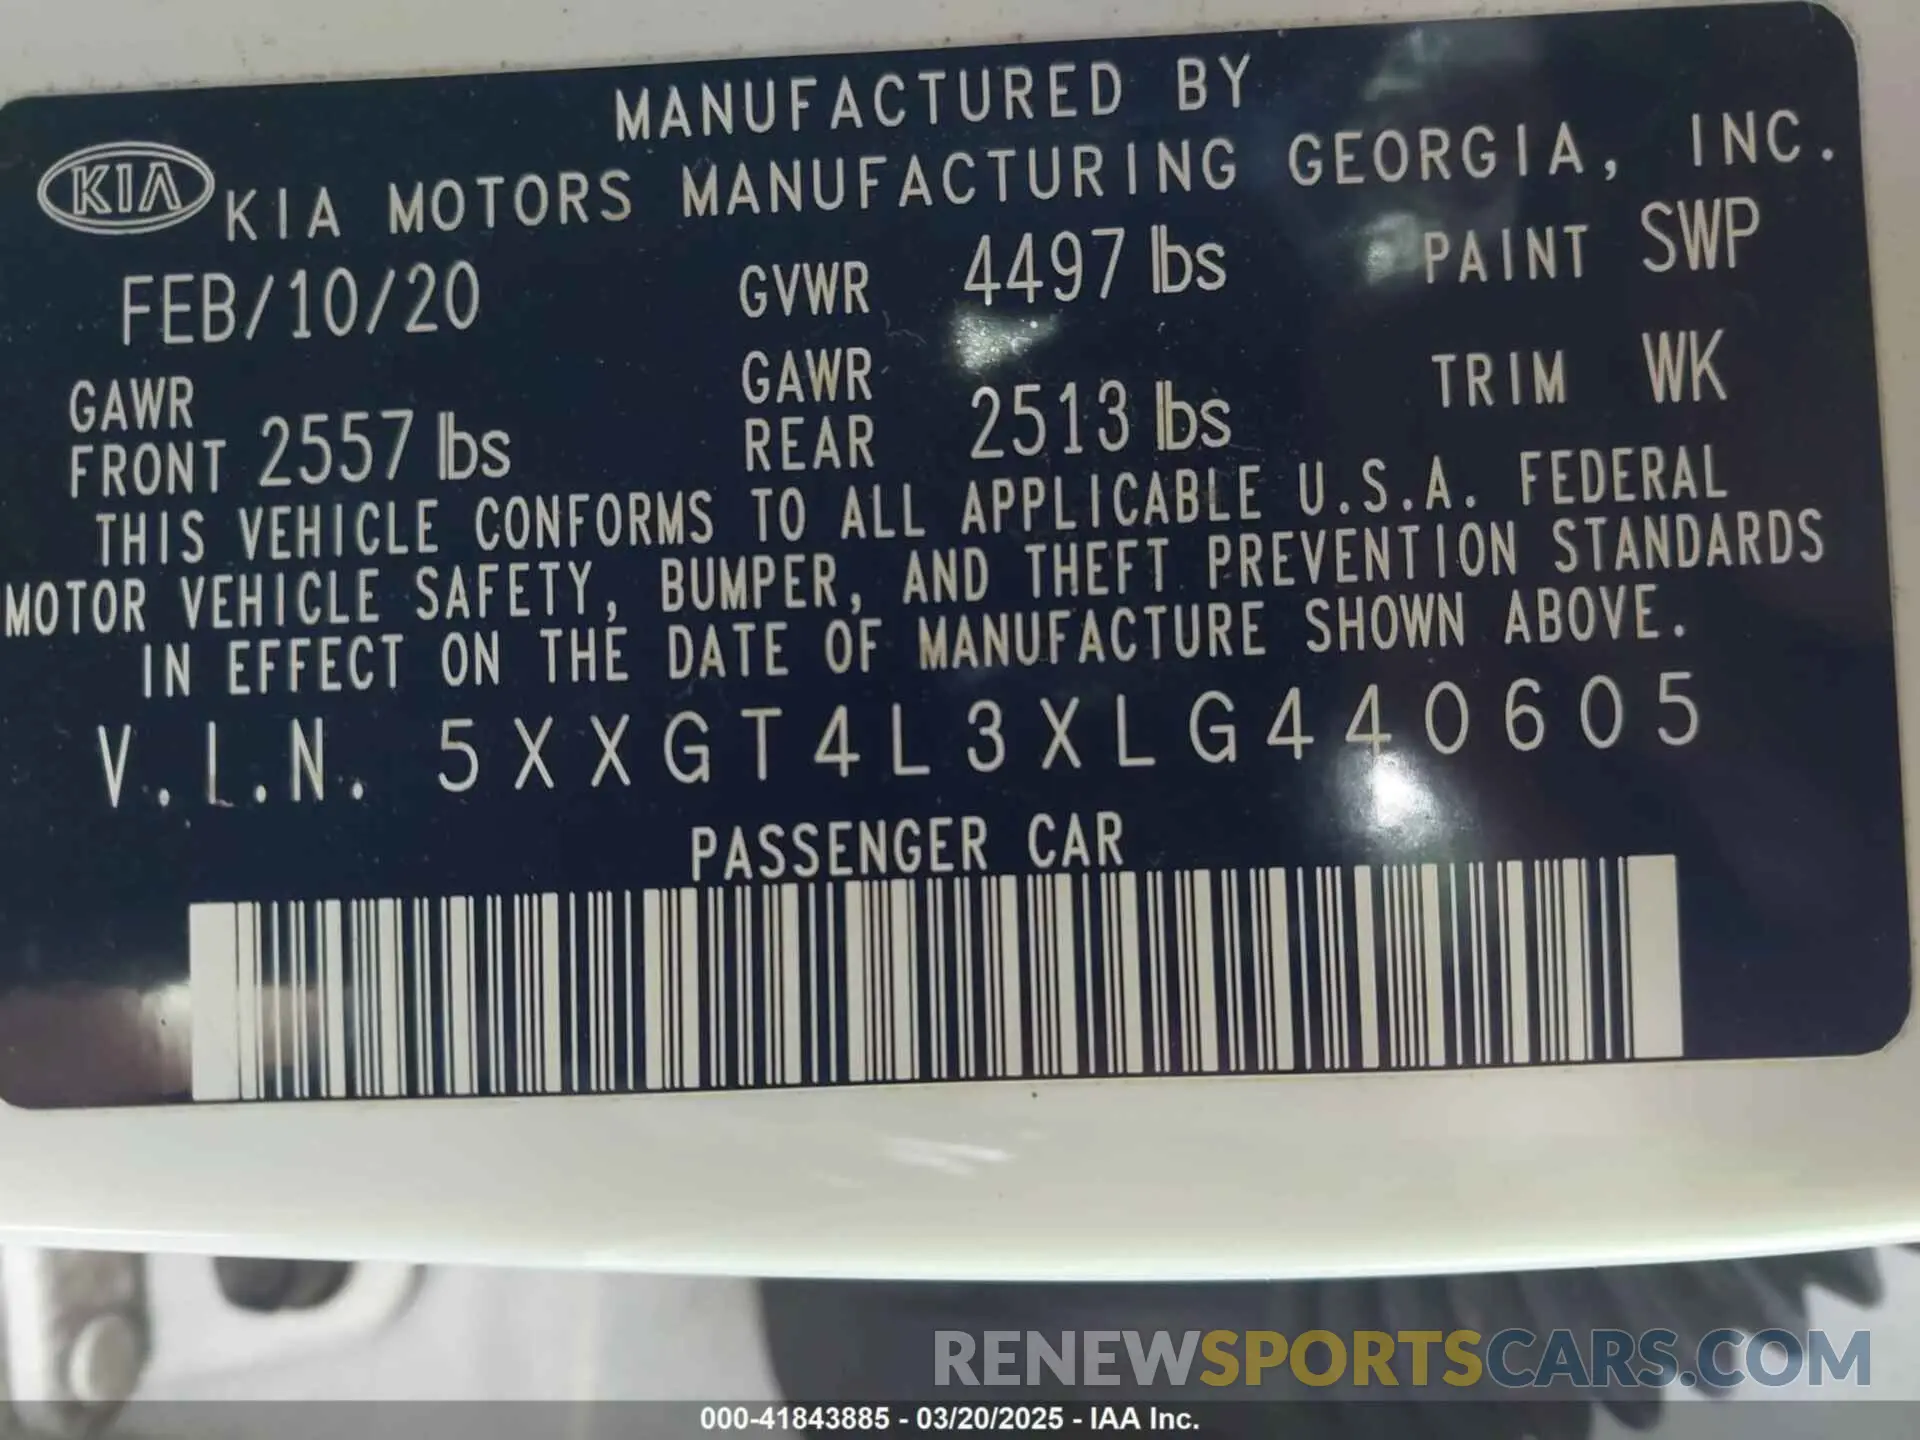 MANUFACTURED BY
KIA KIA MOTORS MANUFACTURING GEORGIA, INC.
FEB/10/20 GVWR 4497 lbs PAINT SWP
GAWR FRONT 2557 lbs GAWR REAR 2513 lbs TRIM WK
THIS VEHICLE CONFORMS TO ALL APPLICABLE U.S.A. FEDERAL
MOTOR VEHICLE SAFETY, BUMPER, AND THEFT PREVENTION STANDARDS
IN EFFECT ON THE DATE OF MANUFACTURE SHOWN ABOVE.
V.I.N. 5XXGT4L3XLG440605
PASSENGER CAR
RENEWSPORTSCARS.COM
000-41843885 - 03/20/2025 - IAA Inc.